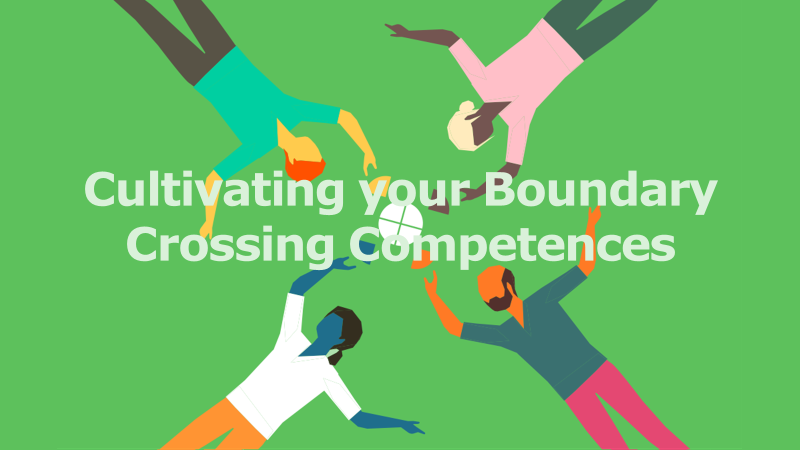 Cultivating your Boundary
Crossing Competences